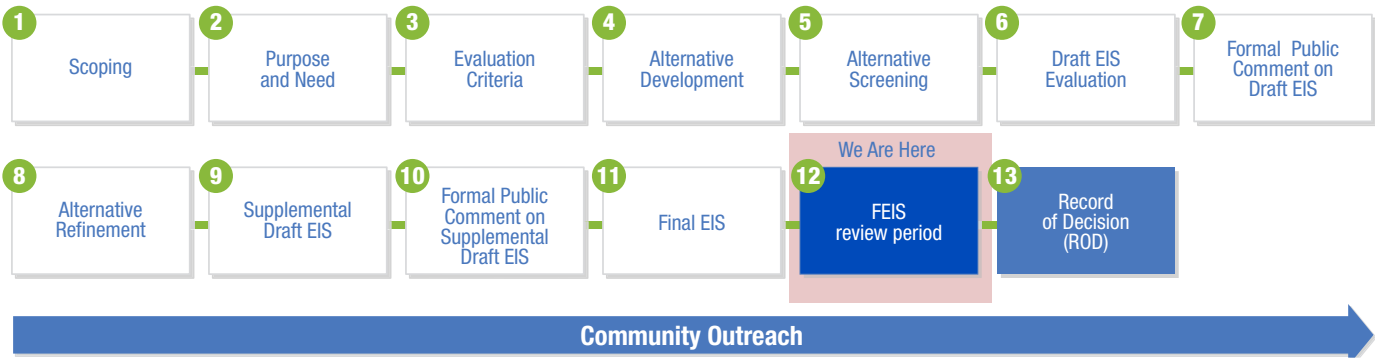 1
Scoping
2
Purpose
and Need
3
Evaluation
Criteria
4
Alternative
Development
5
Alternative
Screening
6
Draft EIS
Evaluation
7
Formal Public
Comment on
Draft EIS
We Are Here
8
Alternative
Refinement
9
Supplemental
Draft EIS
10
Formal Public
Comment on
Supplemental
Draft EIS
11
Final EIS
12
FEIS
review period
13
Record
of Decision
(ROD)
Community Outreach